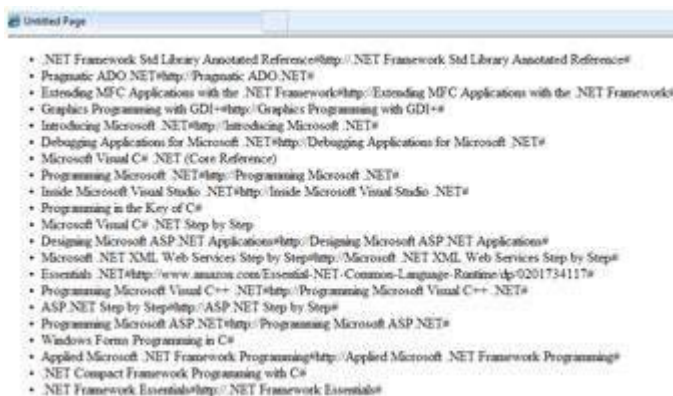 Untitled Page
• .NET Framework Std Library Annotated Reference#http://.NET Framework Std Library Annotated Reference#
• Pragmatic ADO.NET#http://Pragmatic ADO.NET#
• Extending MFC Applications with the .NET Framework#http://Extending MFC Applications with the .NET Framework#
• Graphics Programming with GDI+#http://Graphics Programming with GDI+#
• Introducing Microsoft .NET#http://Introducing Microsoft .NET#
• Debugging Applications for Microsoft .NET#http://Debugging Applications for Microsoft .NET#
• Microsoft Visual C# .NET (Core Reference)
• Programming Microsoft .NET#http://Programming Microsoft .NET#
• Inside Microsoft Visual Studio .NET#http://Inside Microsoft Visual Studio .NET#
• Programming in the Key of C#
• Microsoft Visual C# .NET Step by Step
• Designing Microsoft ASP.NET Applications#http://Designing Microsoft ASP.NET Applications#
• Microsoft .NET XML Web Services Step by Step#http://Microsoft .NET XML Web Services Step by Step#
• Essentials .NET#http://www.amazon.com/Essential-NET-Common-Language-Runtime/dp/0201734117#
• Programming Microsoft Visual C++ .NET#http://Programming Microsoft Visual C++ .NET#
• ASP.NET Step by Step#http://ASP.NET Step by Step#
• Programming Microsoft ASP.NET#http://Programming Microsoft ASP.NET#
• Windows Forms Programming in C#
• Applied Microsoft .NET Framework Programming#http://Applied Microsoft .NET Framework Programming#
• .NET Compact Framework Programming with C#
• .NET Framework Essentials#http://.NET Framework Essentials#